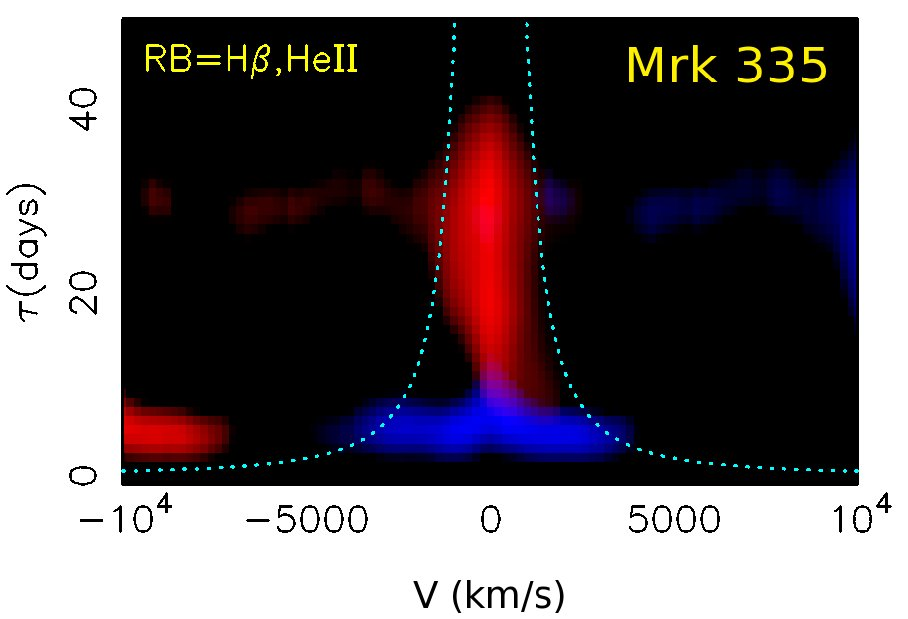 RB=Hβ,HeII
Mrk 335
40
20
0
τ(days)
−10⁴ −5000 0 5000 10⁴
V (km/s)